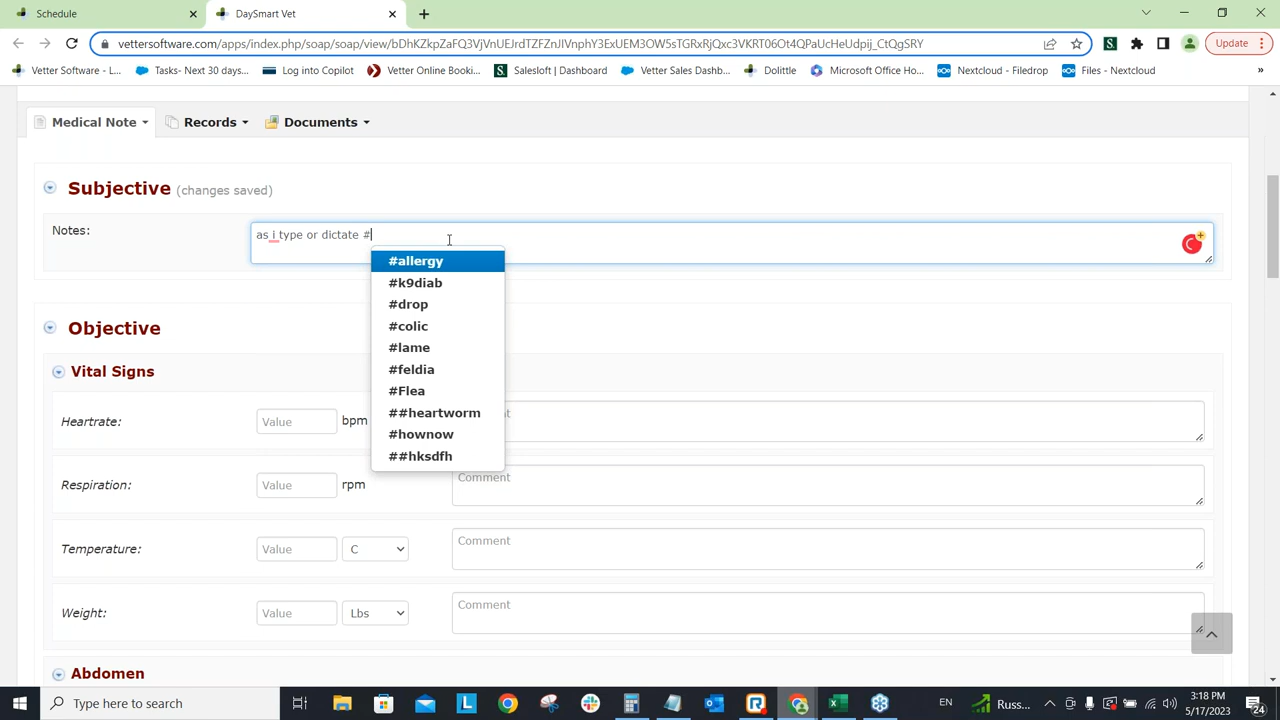 Schedule
DaySmart Vet
vettersoftware.com/apps/index.php/soap/soap/view/bDhKZkpZaFQ3VjVnUEJrdTZFZnJIVnphY3ExUEM3OW5sTGRxRjQxc3VKRT06Ot4QPaUcHeUdpij_CtQgSRY
Update
Vetter Software - L...
Tasks- Next 30 days...
Log into Copilot
Vetter Online Booki...
Salesloft | Dashboard
Vetter Sales Dashb...
Dolittle
Microsoft Office Ho...
Nextcloud - Filedrop
Files - Nextcloud
»
Medical Note
Records
Documents
Subjective (changes saved)
Notes:
as i type or dictate #
#allergy
#k9diab
#drop
#colic
#lame
#feldia
#Flea
##heartworm
#hownow
##hksdfh
Objective
Vital Signs
Heartrate:
Value
bpm
Respiration:
Value
rpm
Comment
Temperature:
Value
C
Comment
Weight:
Value
Lbs
Comment
Abdomen
Type here to search
Russ...
EN
3:18 PM
5/17/2023
24